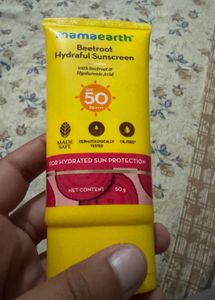 mamaearth
Beetroot
Hydraful Sunscreen
with Beetroot &
Hyaluronic Acid
SPF
50
PA++++
MADE
SAFE
DERMATOLOGICALLY
TESTED
OIL-FREE*
FOR HYDRATED SUN PROTECTION
NET CONTENT: 50 g